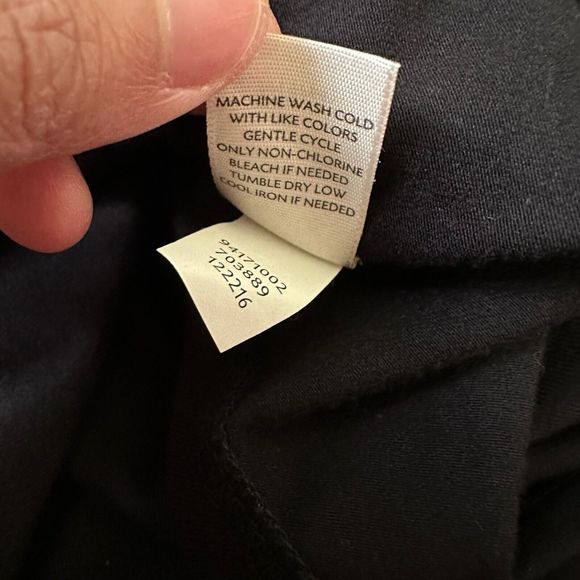 MACHINE WASH COLD
WITH LIKE COLORS
GENTLE CYCLE
ONLY NON-CHLORINE
BLEACH IF NEEDED
TUMBLE DRY LOW
COOL IRON IF NEEDED
94171002
703889
122216